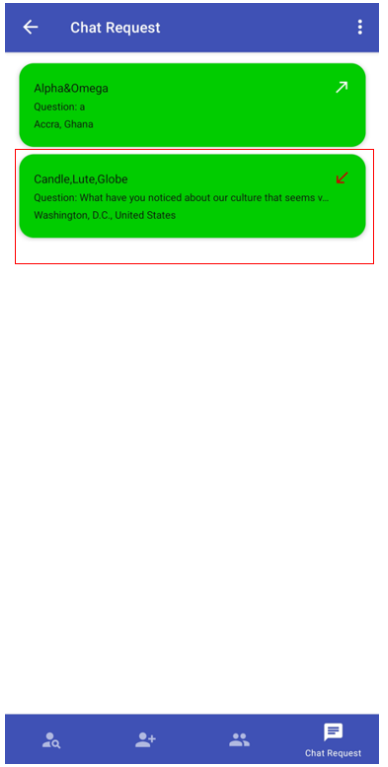 Chat Request
Alpha&Omega
Question: a
Accra, Ghana
Candle,Lute,Globe
Question: What have you noticed about our culture that seems v...
Washington, D.C., United States
Chat Request